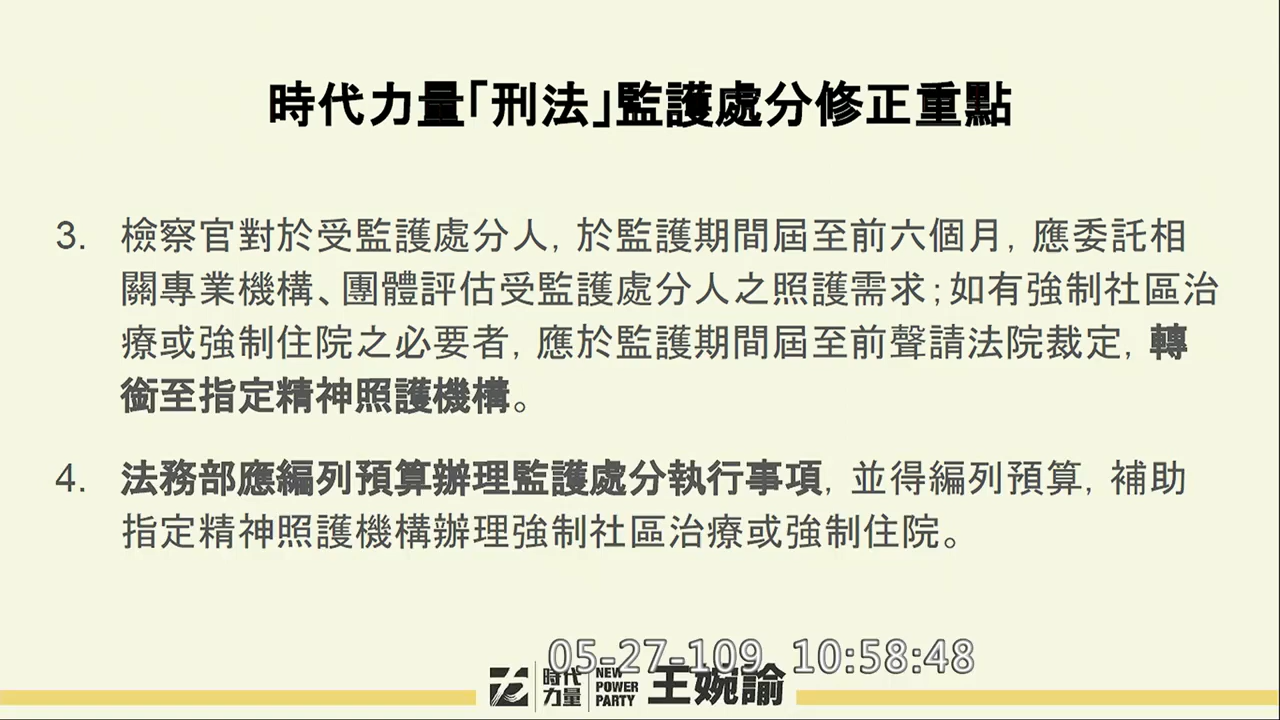 時代力量「刑法」監護處分修正重點
3. 檢察官對於受監護處分人，於監護期間屆至前六個月，應委託相
關專業機構、團體評估受監護處分人之照護需求；如有強制社區治
療或強制住院之必要者，應於監護期間屆至前聲請法院裁定，轉
銜至指定精神照護機構。
4. 法務部應編列預算辦理監護處分執行事項，並得編列預算，補助
指定精神照護機構辦理強制社區治療或強制住院。
05-27-109 10:58:48
時代
力量
NEW
POWER
PARTY
王婉諭